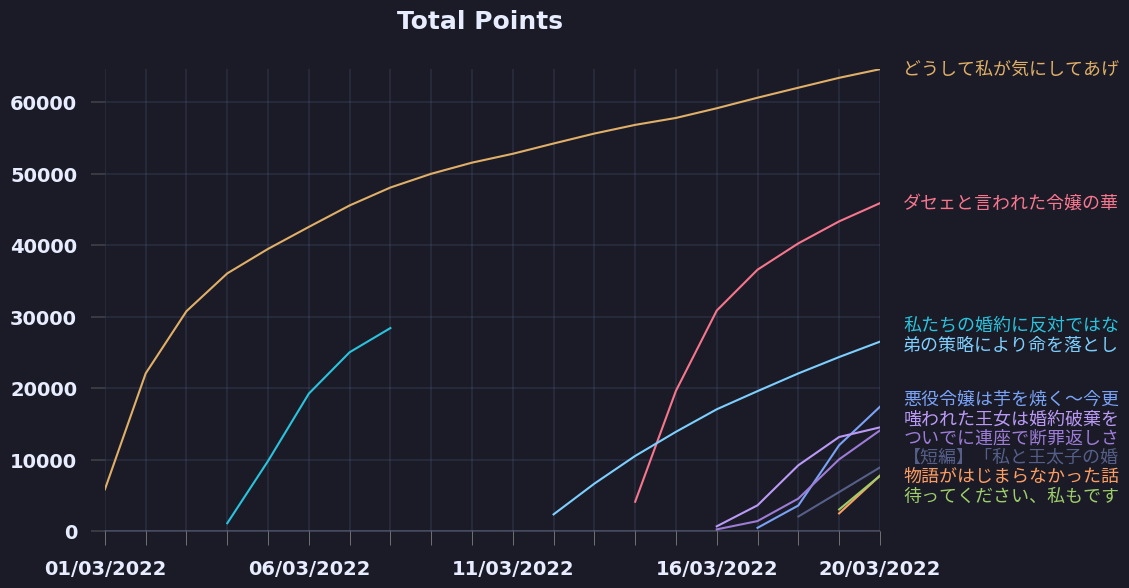 Total Points
60000
50000
40000
30000
20000
10000
0
01/03/2022
06/03/2022
11/03/2022
16/03/2022
20/03/2022
どうして私が気にしてあげ
ダセェと言われた令嬢の華
私たちの婚約に反対ではな
弟の策略により命を落とし
悪役令嬢は芋を焼く～今更
嗤われた王女は婚約破棄を
ついでに連座で断罪返しさ
【短編】「私と王太子の婚
物語がはじまらなかった話
待ってください、私もです